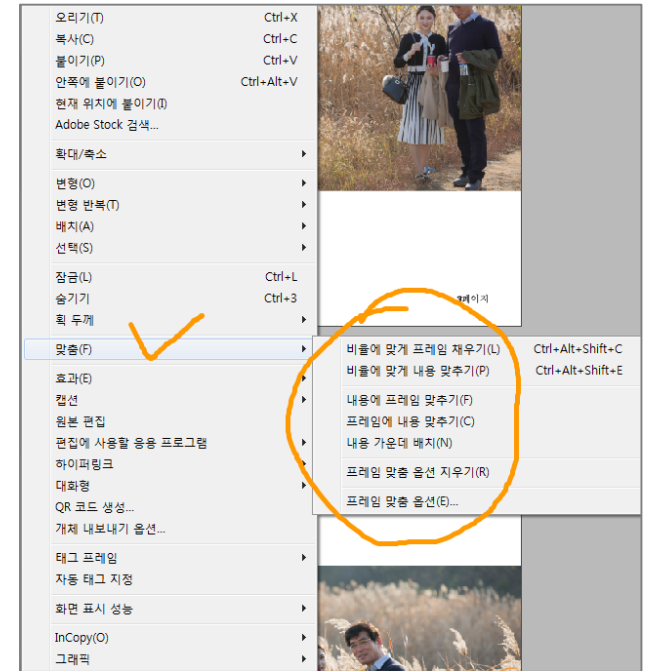 오리기(T) Ctrl+X
복사(C) Ctrl+C
붙이기(P) Ctrl+V
안쪽에 붙이기(O) Ctrl+Alt+V
현재 위치에 붙이기(I)
Adobe Stock 검색...
확대/축소
변형(O)
변형 반복(T)
배치(A)
선택(S)
잠금(L) Ctrl+L
숨기기 Ctrl+3
획 두께
맞춤(F)
효과(E)
캡션
원본 편집
편집에 사용할 응용 프로그램
하이퍼링크
대화형
QR 코드 생성...
개체 내보내기 옵션...
태그 프레임
자동 태그 지정
화면 표시 성능
InCopy(O)
그래픽
페이지
비율에 맞게 프레임 채우기(L) Ctrl+Alt+Shift+C
비율에 맞게 내용 맞추기(P) Ctrl+Alt+Shift+E
내용에 프레임 맞추기(F)
프레임에 내용 맞추기(C)
내용 가운데 배치(N)
프레임 맞춤 옵션 지우기(R)
프레임 맞춤 옵션(E)...